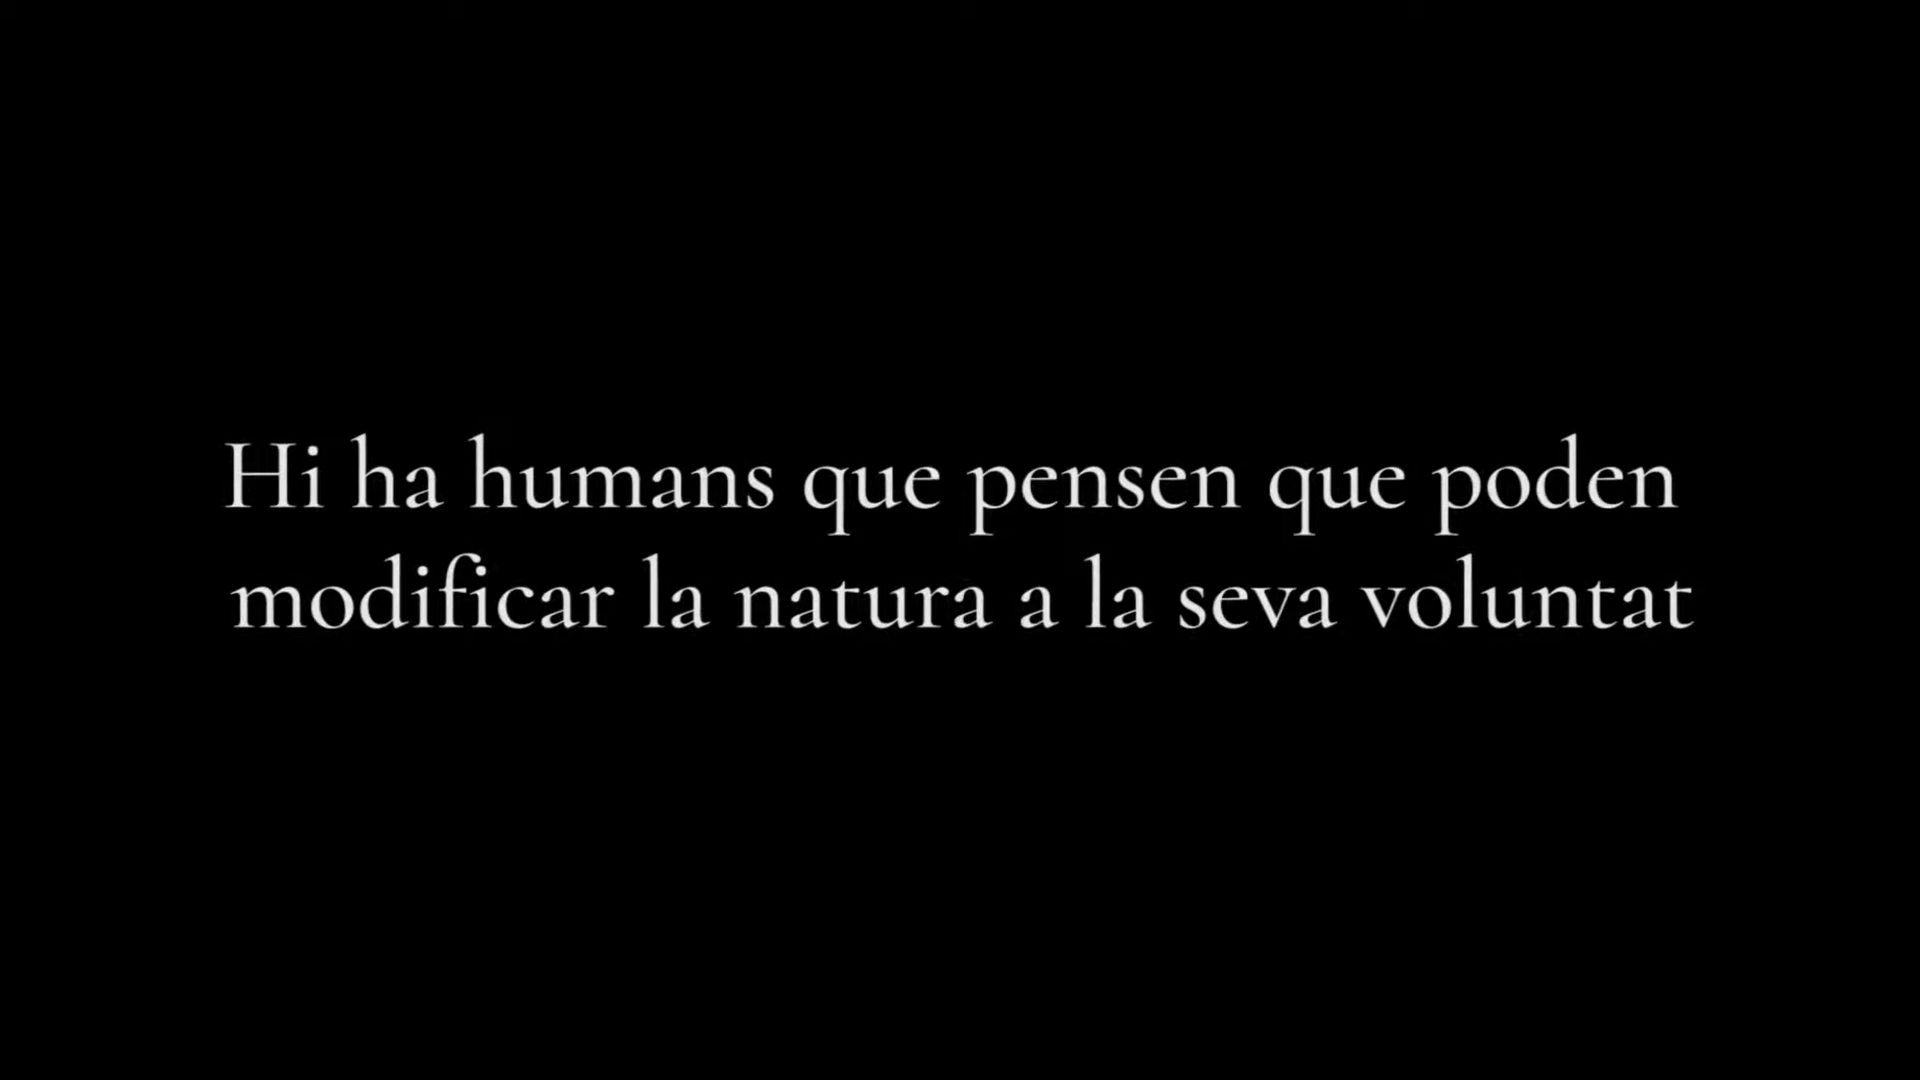 Hi ha humans que pensen que poden
modificar la natura a la seva voluntat